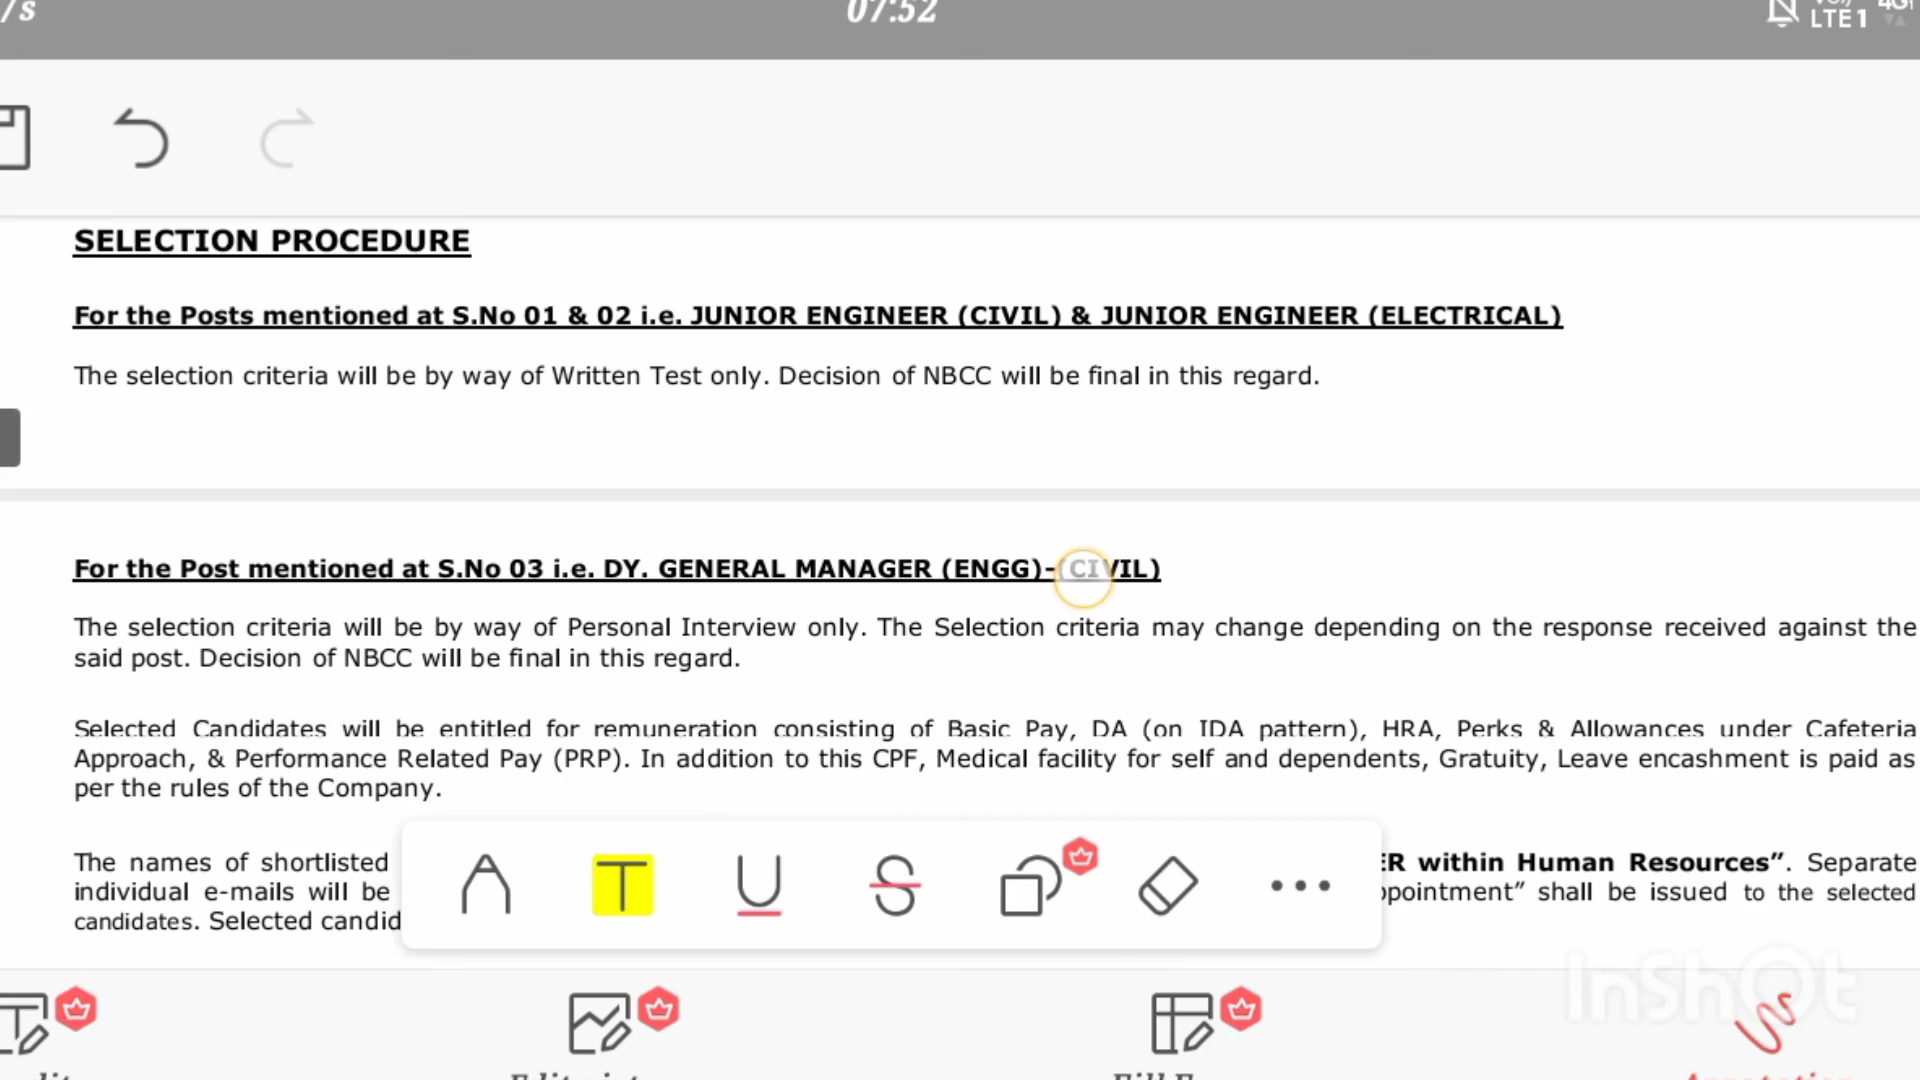 /s 07:52 LTE1
SELECTION PROCEDURE
For the Posts mentioned at S.No 01 & 02 i.e. JUNIOR ENGINEER (CIVIL) & JUNIOR ENGINEER (ELECTRICAL)
The selection criteria will be by way of Written Test only. Decision of NBCC will be final in this regard.
For the Post mentioned at S.No 03 i.e. DY. GENERAL MANAGER (ENGG)-(CIVIL)
The selection criteria will be by way of Personal Interview only. The Selection criteria may change depending on the response received against the
said post. Decision of NBCC will be final in this regard.
Selected Candidates will be entitled for remuneration consisting of Basic Pay, DA (on IDA pattern), HRA, Perks & Allowances under Cafeteria
Approach, & Performance Related Pay (PRP). In addition to this CPF, Medical facility for self and dependents, Gratuity, Leave encashment is paid as
per the rules of the Company.
The names of shortlisted ER within Human Resources”. Separate
individual e-mails will be ppointment” shall be issued to the selected
candidates. Selected candid
InShOt